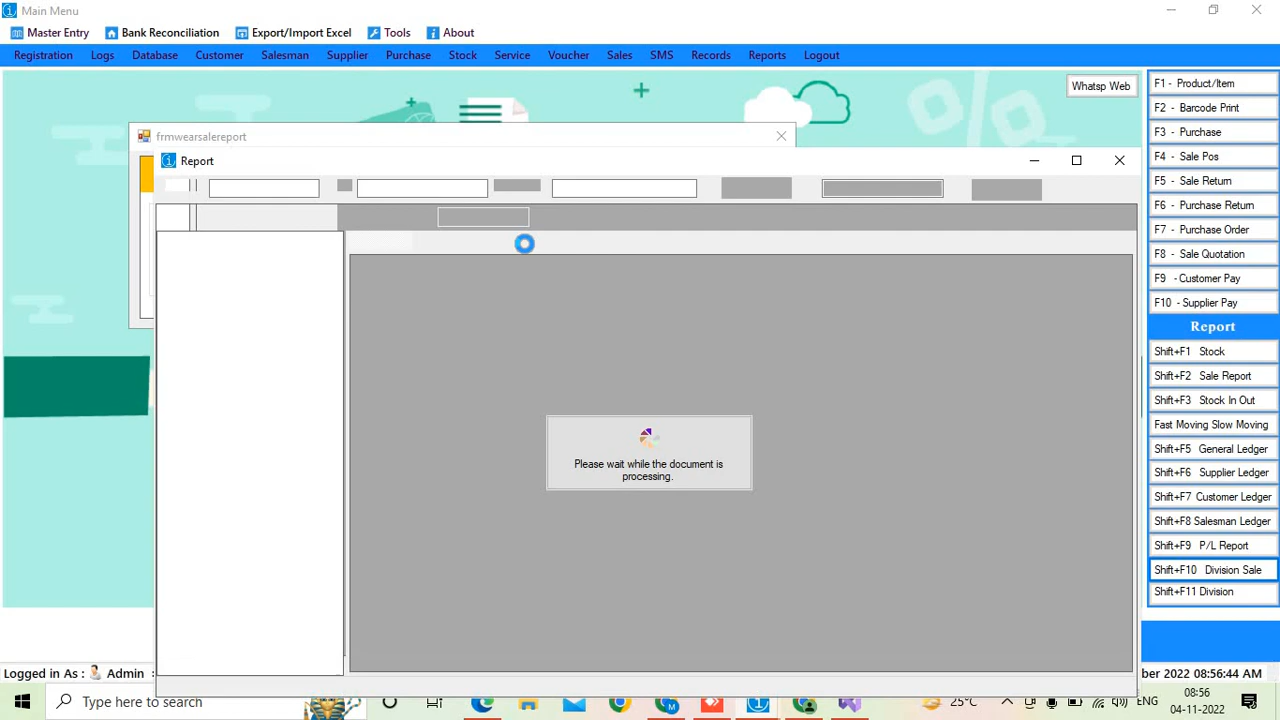 Main Menu
Master Entry Bank Reconciliation Export/Import Excel Tools About
Registration Logs Database Customer Salesman Supplier Purchase Stock Service Voucher Sales SMS Records Reports Logout
Whatsp Web
F1 - Product/Item
F2 - Barcode Print
F3 - Purchase
F4 - Sale Pos
F5 - Sale Return
F6 - Purchase Return
F7 - Purchase Order
F8 - Sale Quotation
F9 - Customer Pay
F10 - Supplier Pay
Report
Shift+F1 Stock
Shift+F2 Sale Report
Shift+F3 Stock In Out
Fast Moving Slow Moving
Shift+F5 General Ledger
Shift+F6 Supplier Ledger
Shift+F7 Customer Ledger
Shift+F8 Salesman Ledger
Shift+F9 P/L Report
Shift+F10 Division Sale
Shift+F11 Division
frmwearsalereport
Report
Please wait while the document is
processing.
Logged in As : Admin : ber 2022 08:56:44 AM
Type here to search
25°C ENG 08:56
04-11-2022